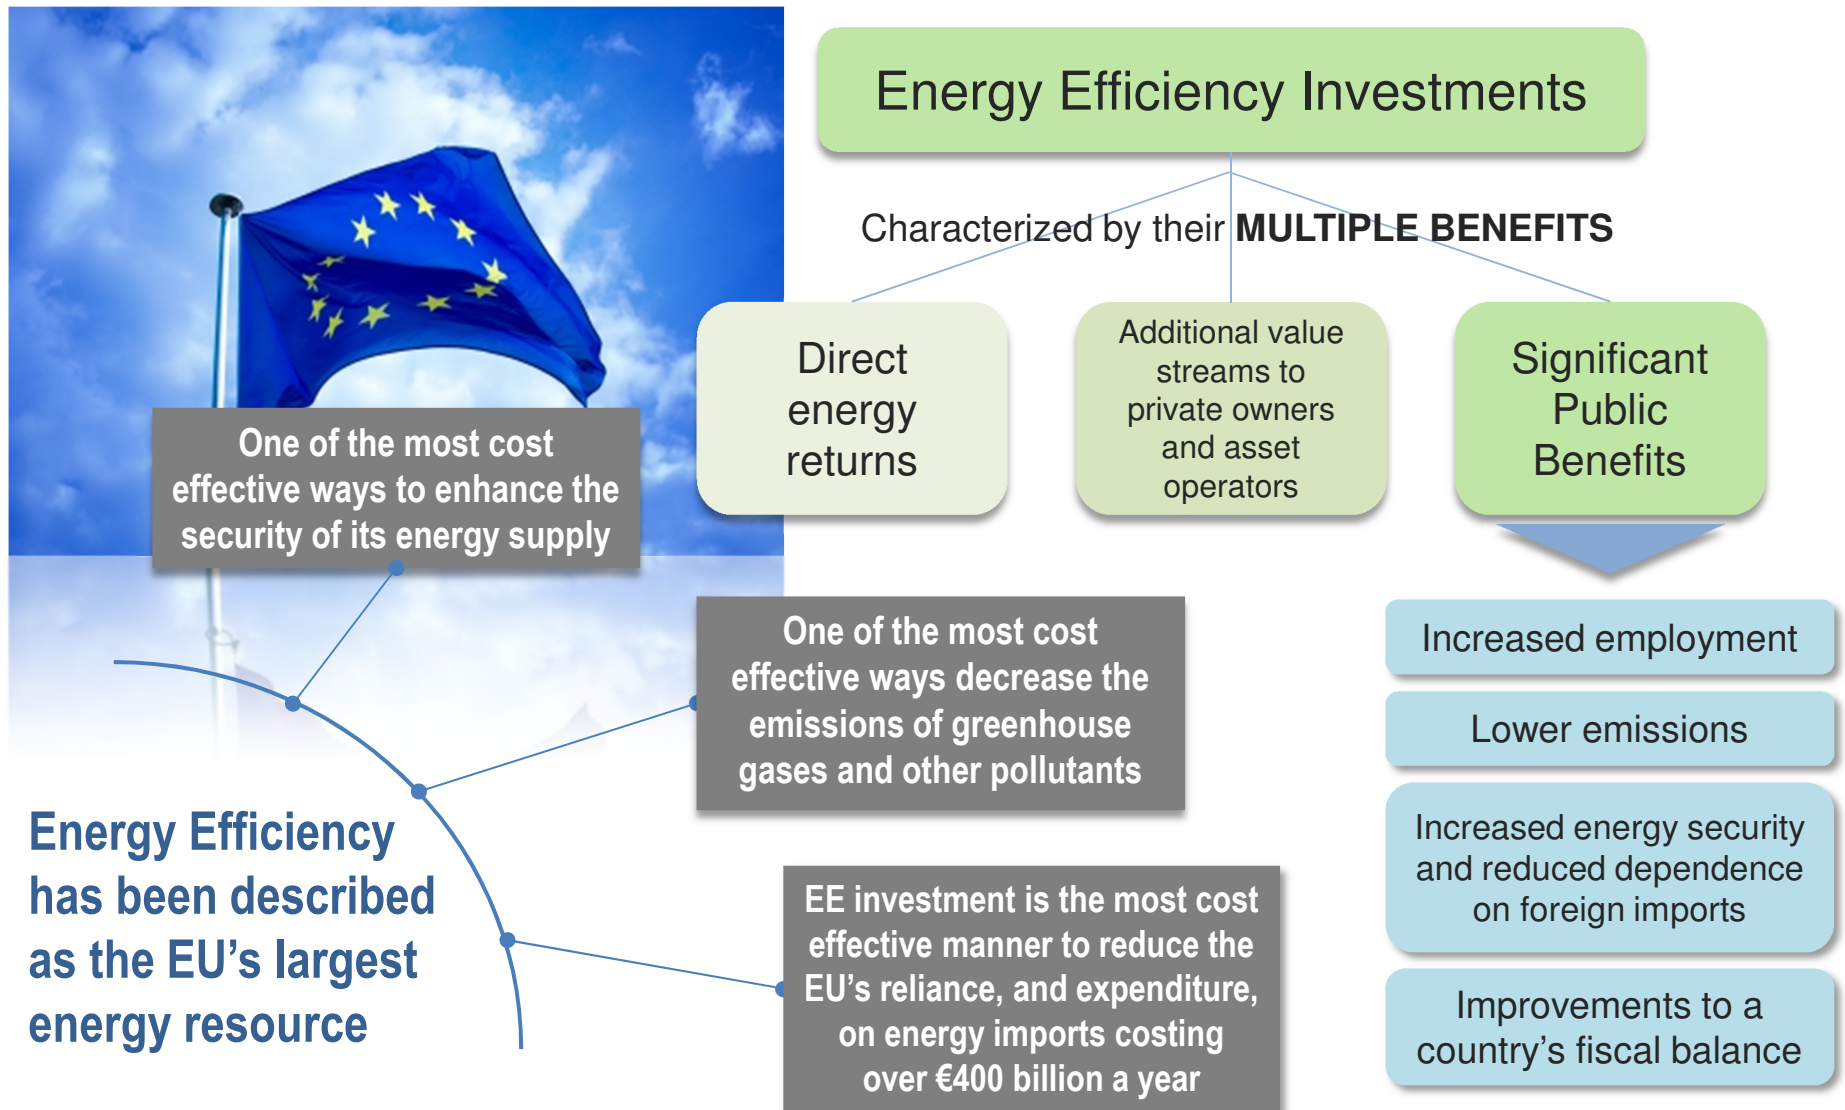 Energy Efficiency Investments
Characterized by their MULTIPLE BENEFITS
Direct
energy
returns
Additional value
streams to
private owners
and asset
operators
Significant
Public
Benefits
Increased employment
Lower emissions
Increased energy security
and reduced dependence
on foreign imports
Improvements to a
country’s fiscal balance
One of the most cost
effective ways to enhance the
security of its energy supply
One of the most cost
effective ways decrease the
emissions of greenhouse
gases and other pollutants
EE investment is the most cost
effective manner to reduce the
EU’s reliance, and expenditure,
on energy imports costing
over €400 billion a year
Energy Efficiency
has been described
as the EU’s largest
energy resource